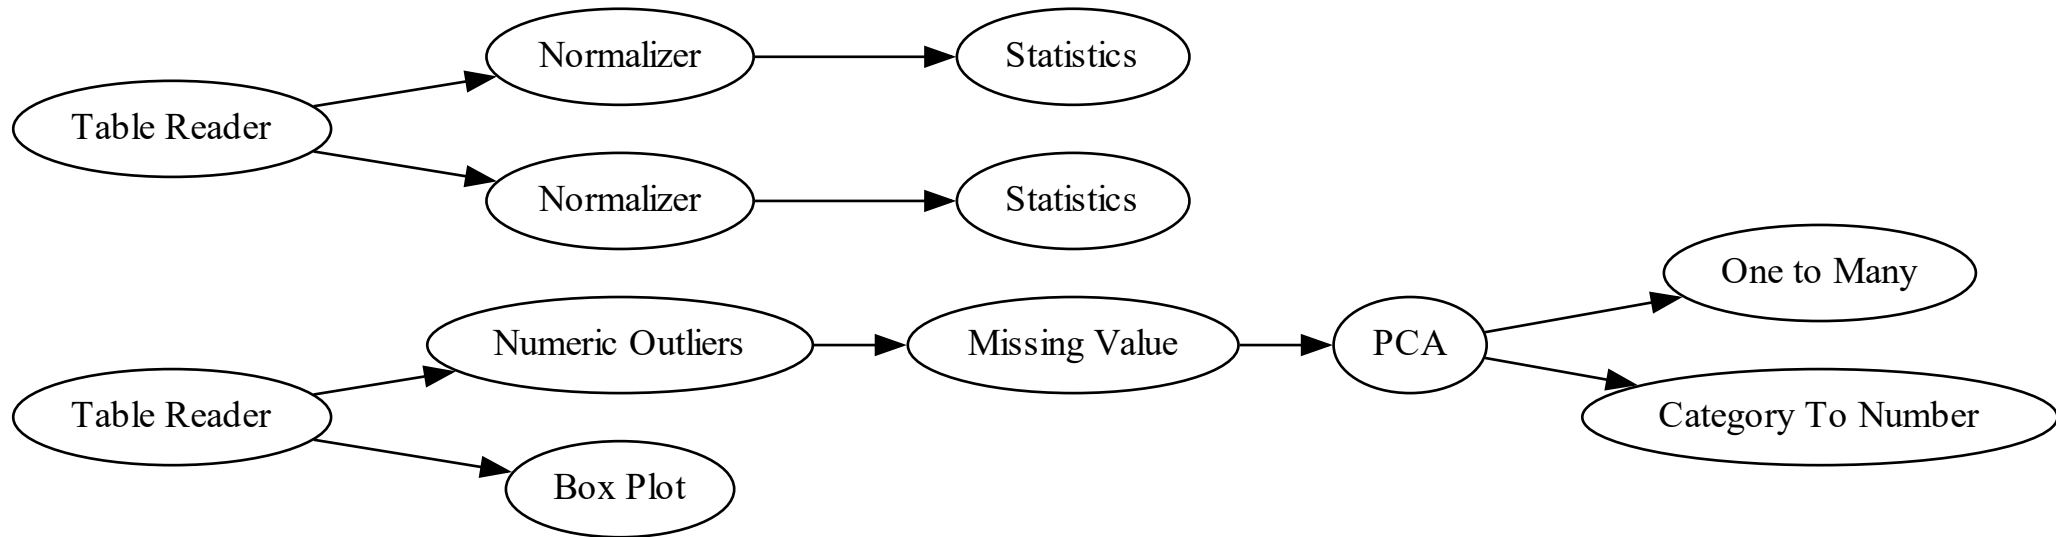 Normalizer
Statistics
Table Reader
Normalizer
Statistics
One to Many
Numeric Outliers
Missing Value
PCA
Table Reader
Category To Number
Box Plot